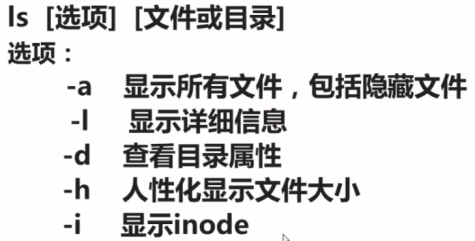 ls [选项] [文件或目录]
选项：
-a 显示所有文件，包括隐藏文件
-l 显示详细信息
-d 查看目录属性
-h 人性化显示文件大小
-i 显示inode